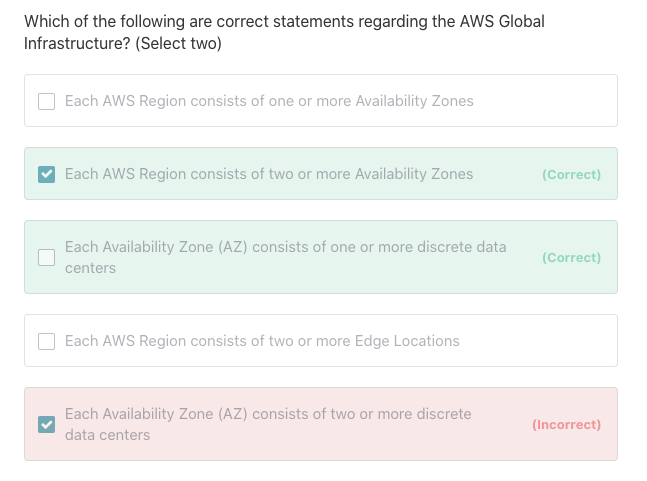 Which of the following are correct statements regarding the AWS Global
Infrastructure? (Select two)
Each AWS Region consists of one or more Availability Zones
Each AWS Region consists of two or more Availability Zones (Correct)
Each Availability Zone (AZ) consists of one or more discrete data
centers
(Correct)
Each AWS Region consists of two or more Edge Locations
Each Availability Zone (AZ) consists of two or more discrete
data centers
(Incorrect)